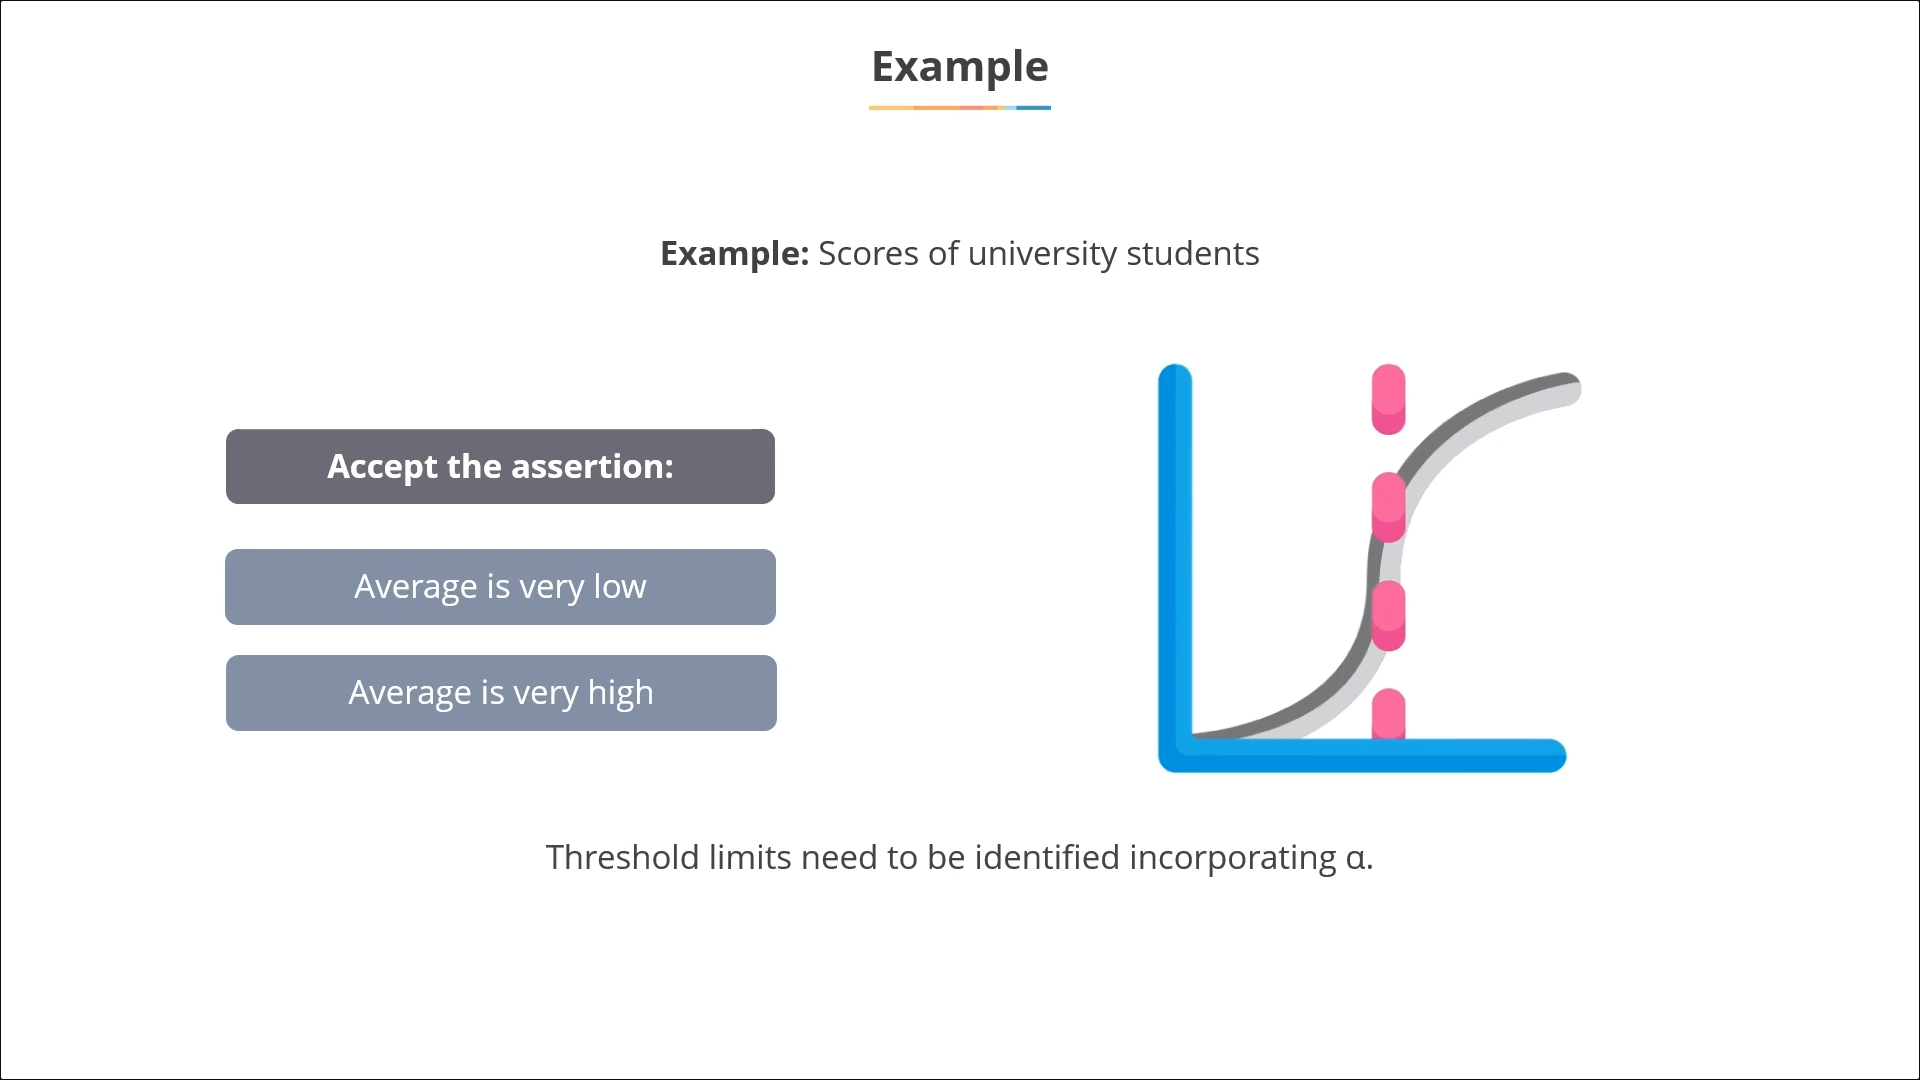 Example
Example: Scores of university students
Accept the assertion:
Average is very low
Average is very high
Threshold limits need to be identified incorporating α.